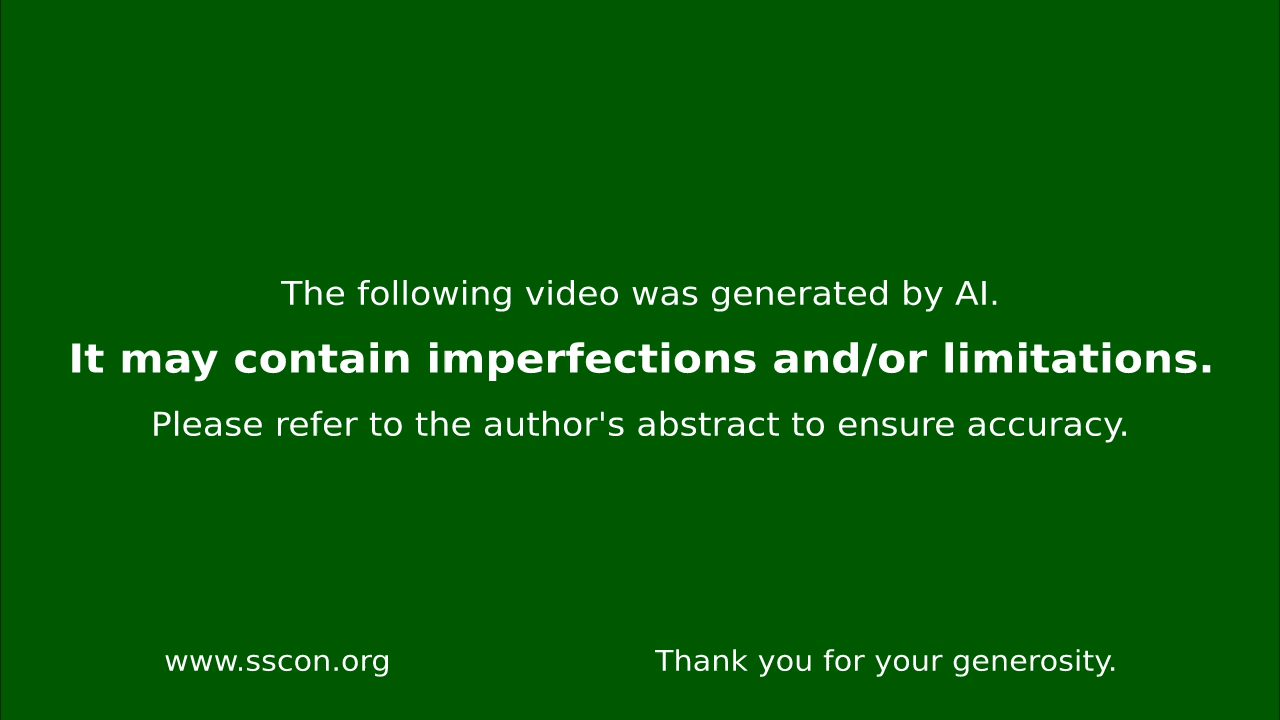 The following video was generated by AI.
It may contain imperfections and/or limitations.
Please refer to the author's abstract to ensure accuracy.
www.sscon.org
Thank you for your generosity.